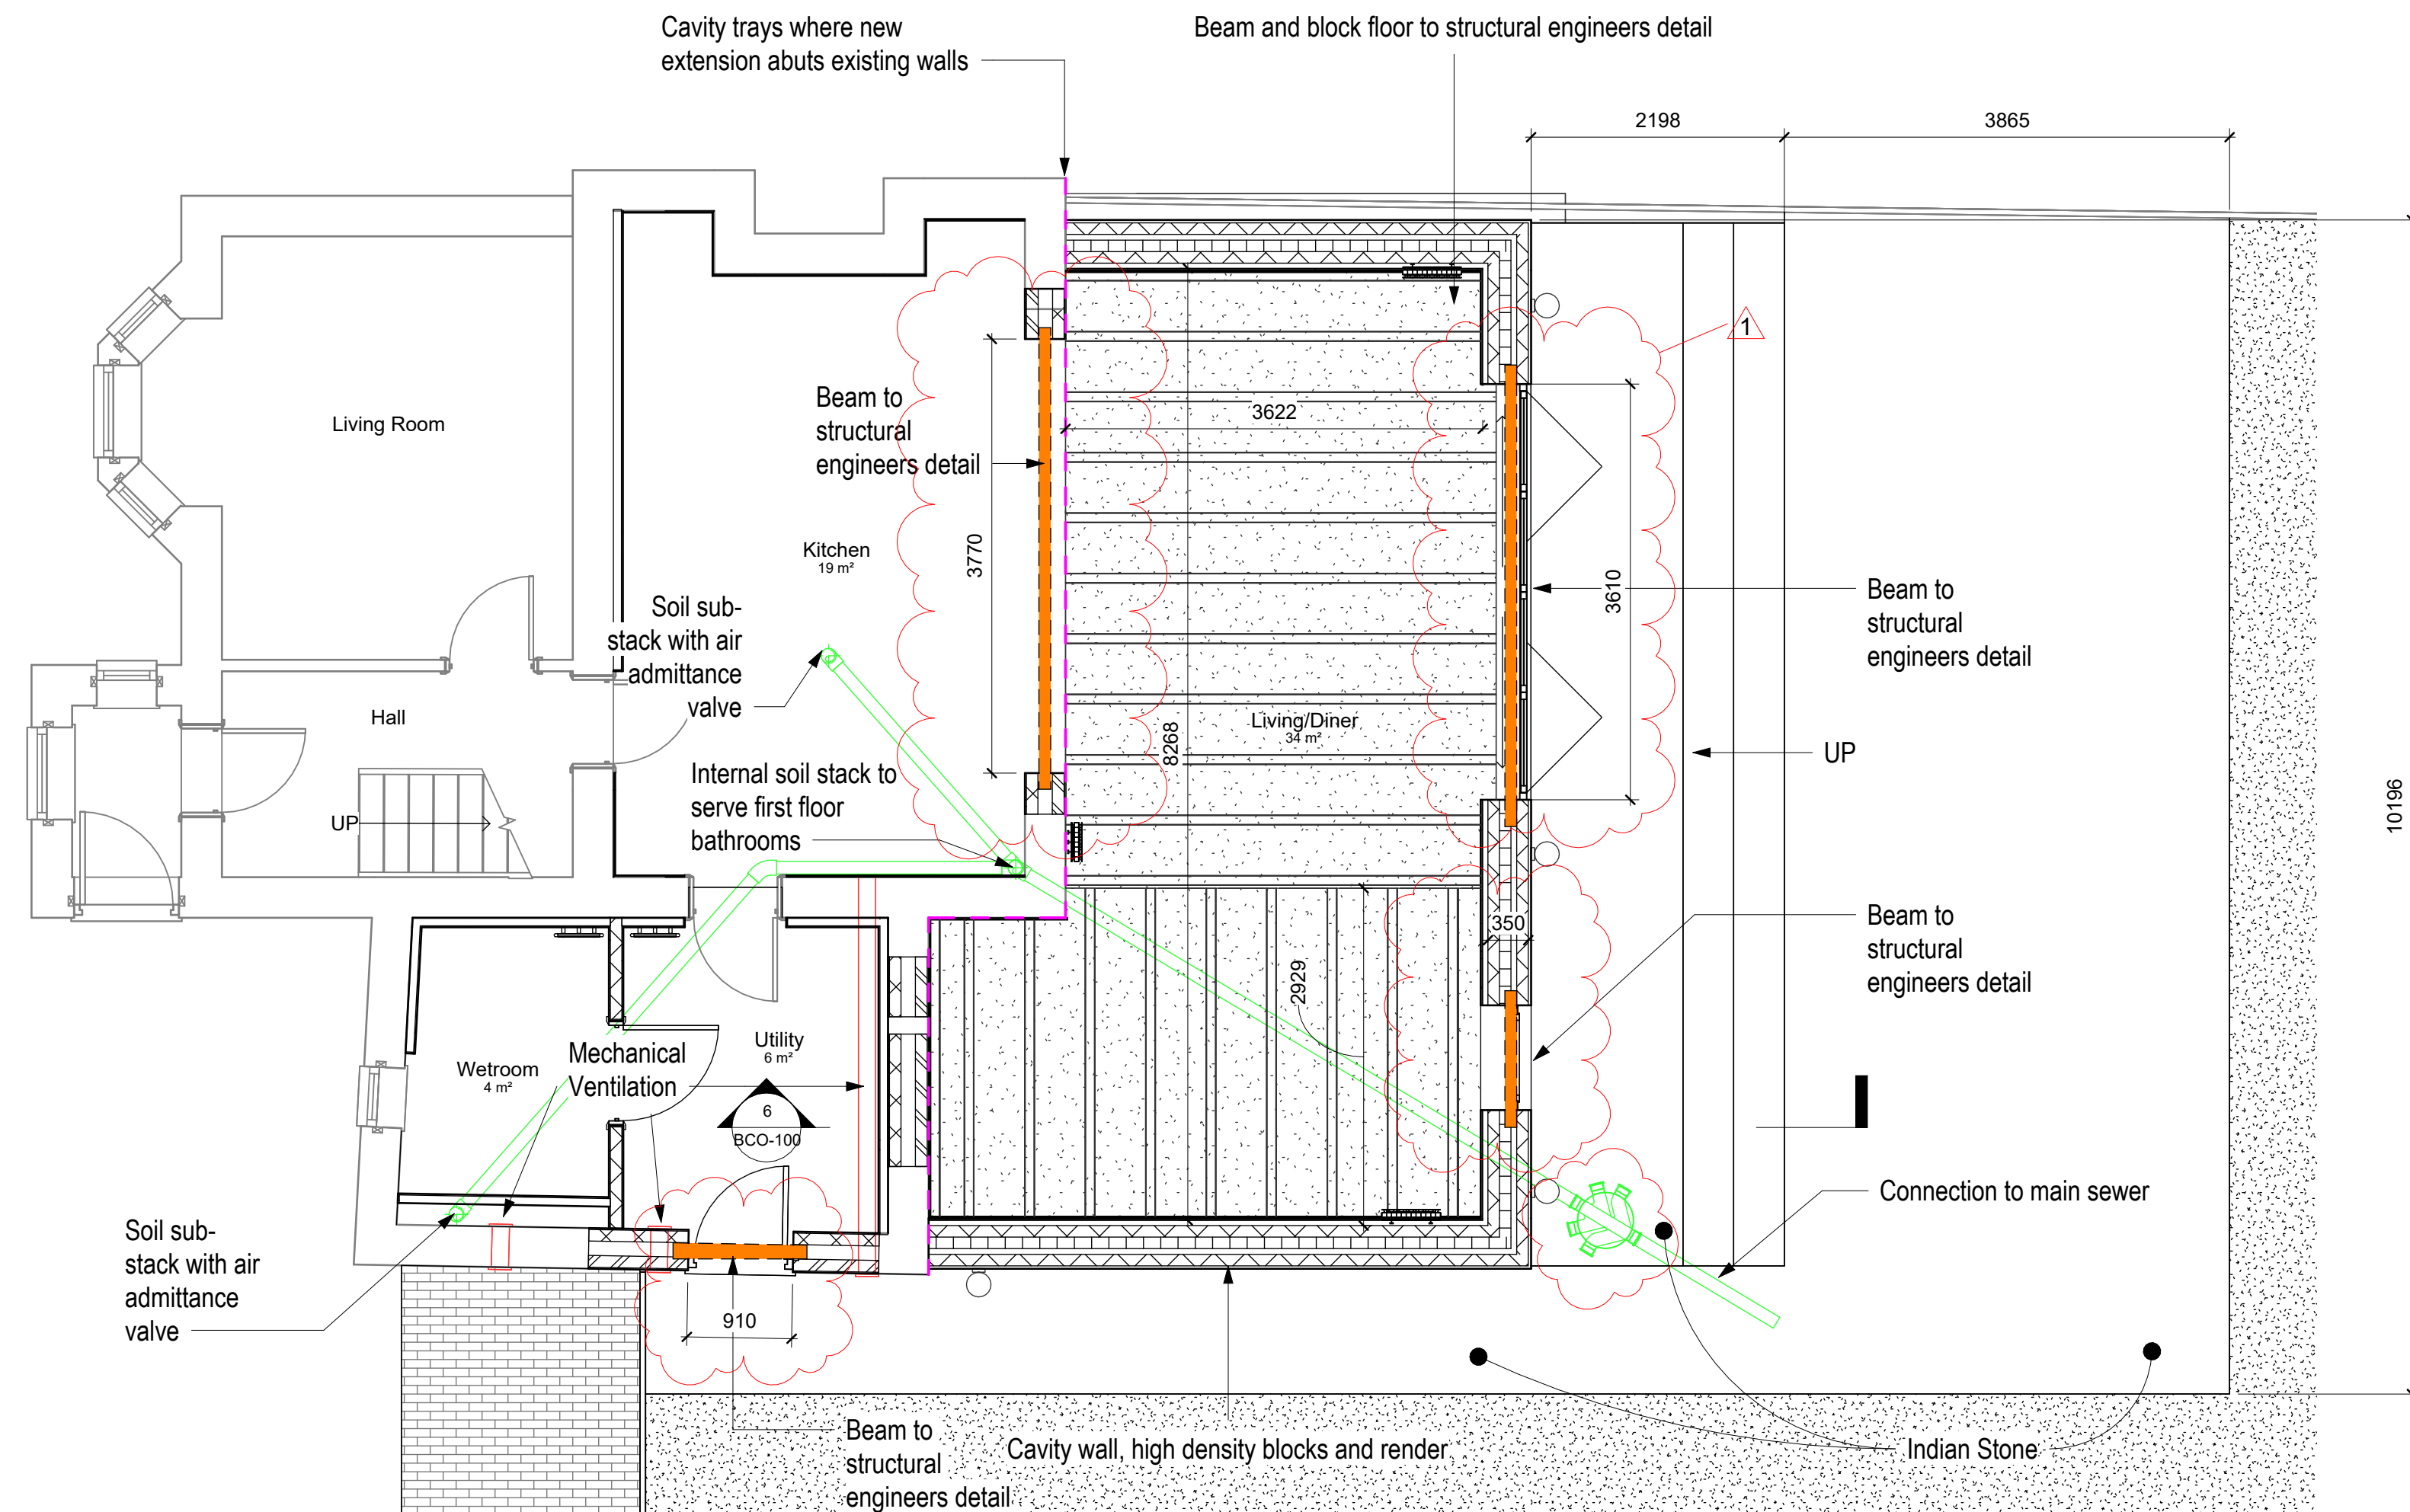 Cavity trays where new
extension abuts existing walls
Beam and block floor to structural engineers detail
2198
3865
1
Living Room
Beam to
structural
engineers detail
3622
Kitchen
19 m²
3770
3610
Beam to
structural
engineers detail
Soil sub-
stack with air
admittance
valve
Hall
Living/Diner
34 m²
8268
UP
Internal soil stack to
serve first floor
bathrooms
UP
10196
350
Beam to
structural
engineers detail
2929
Utility
6 m²
Mechanical
Ventilation
Wetroom
4 m²
6
BCO-100
Connection to main sewer
Soil sub-
stack with air
admittance
valve
910
Beam to
structural
engineers detail
Cavity wall, high density blocks and render
Indian Stone